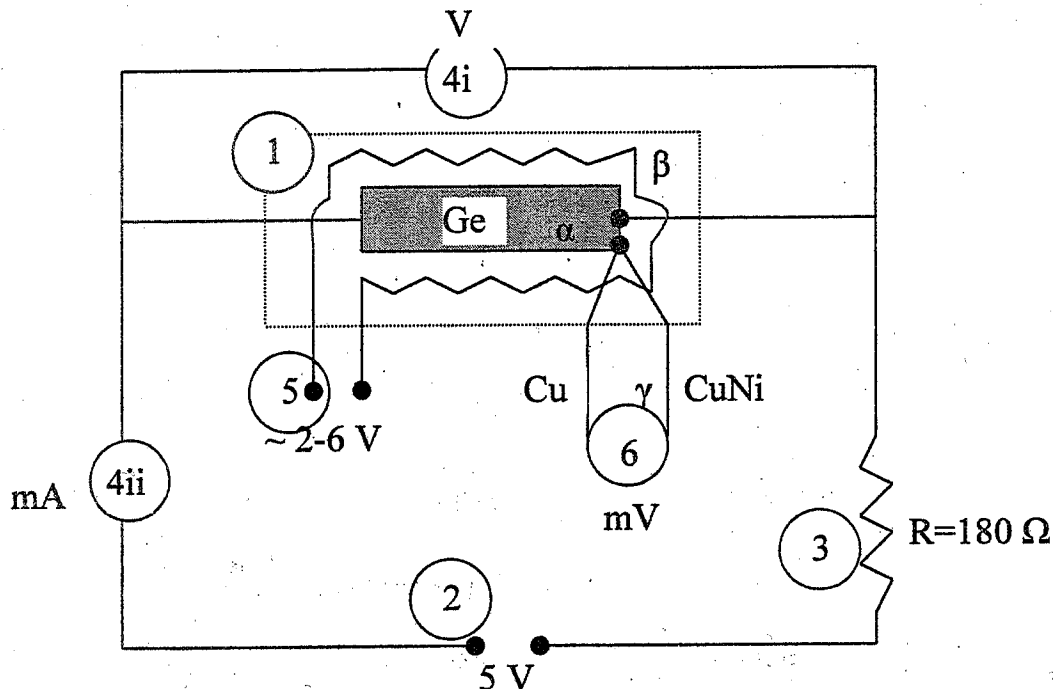 V
4i
1
β
Ge
α
5
Cu
γ
CuNi
~ 2-6 V
6
4ii
mA
mV
3
R=180 Ω
2
5 V